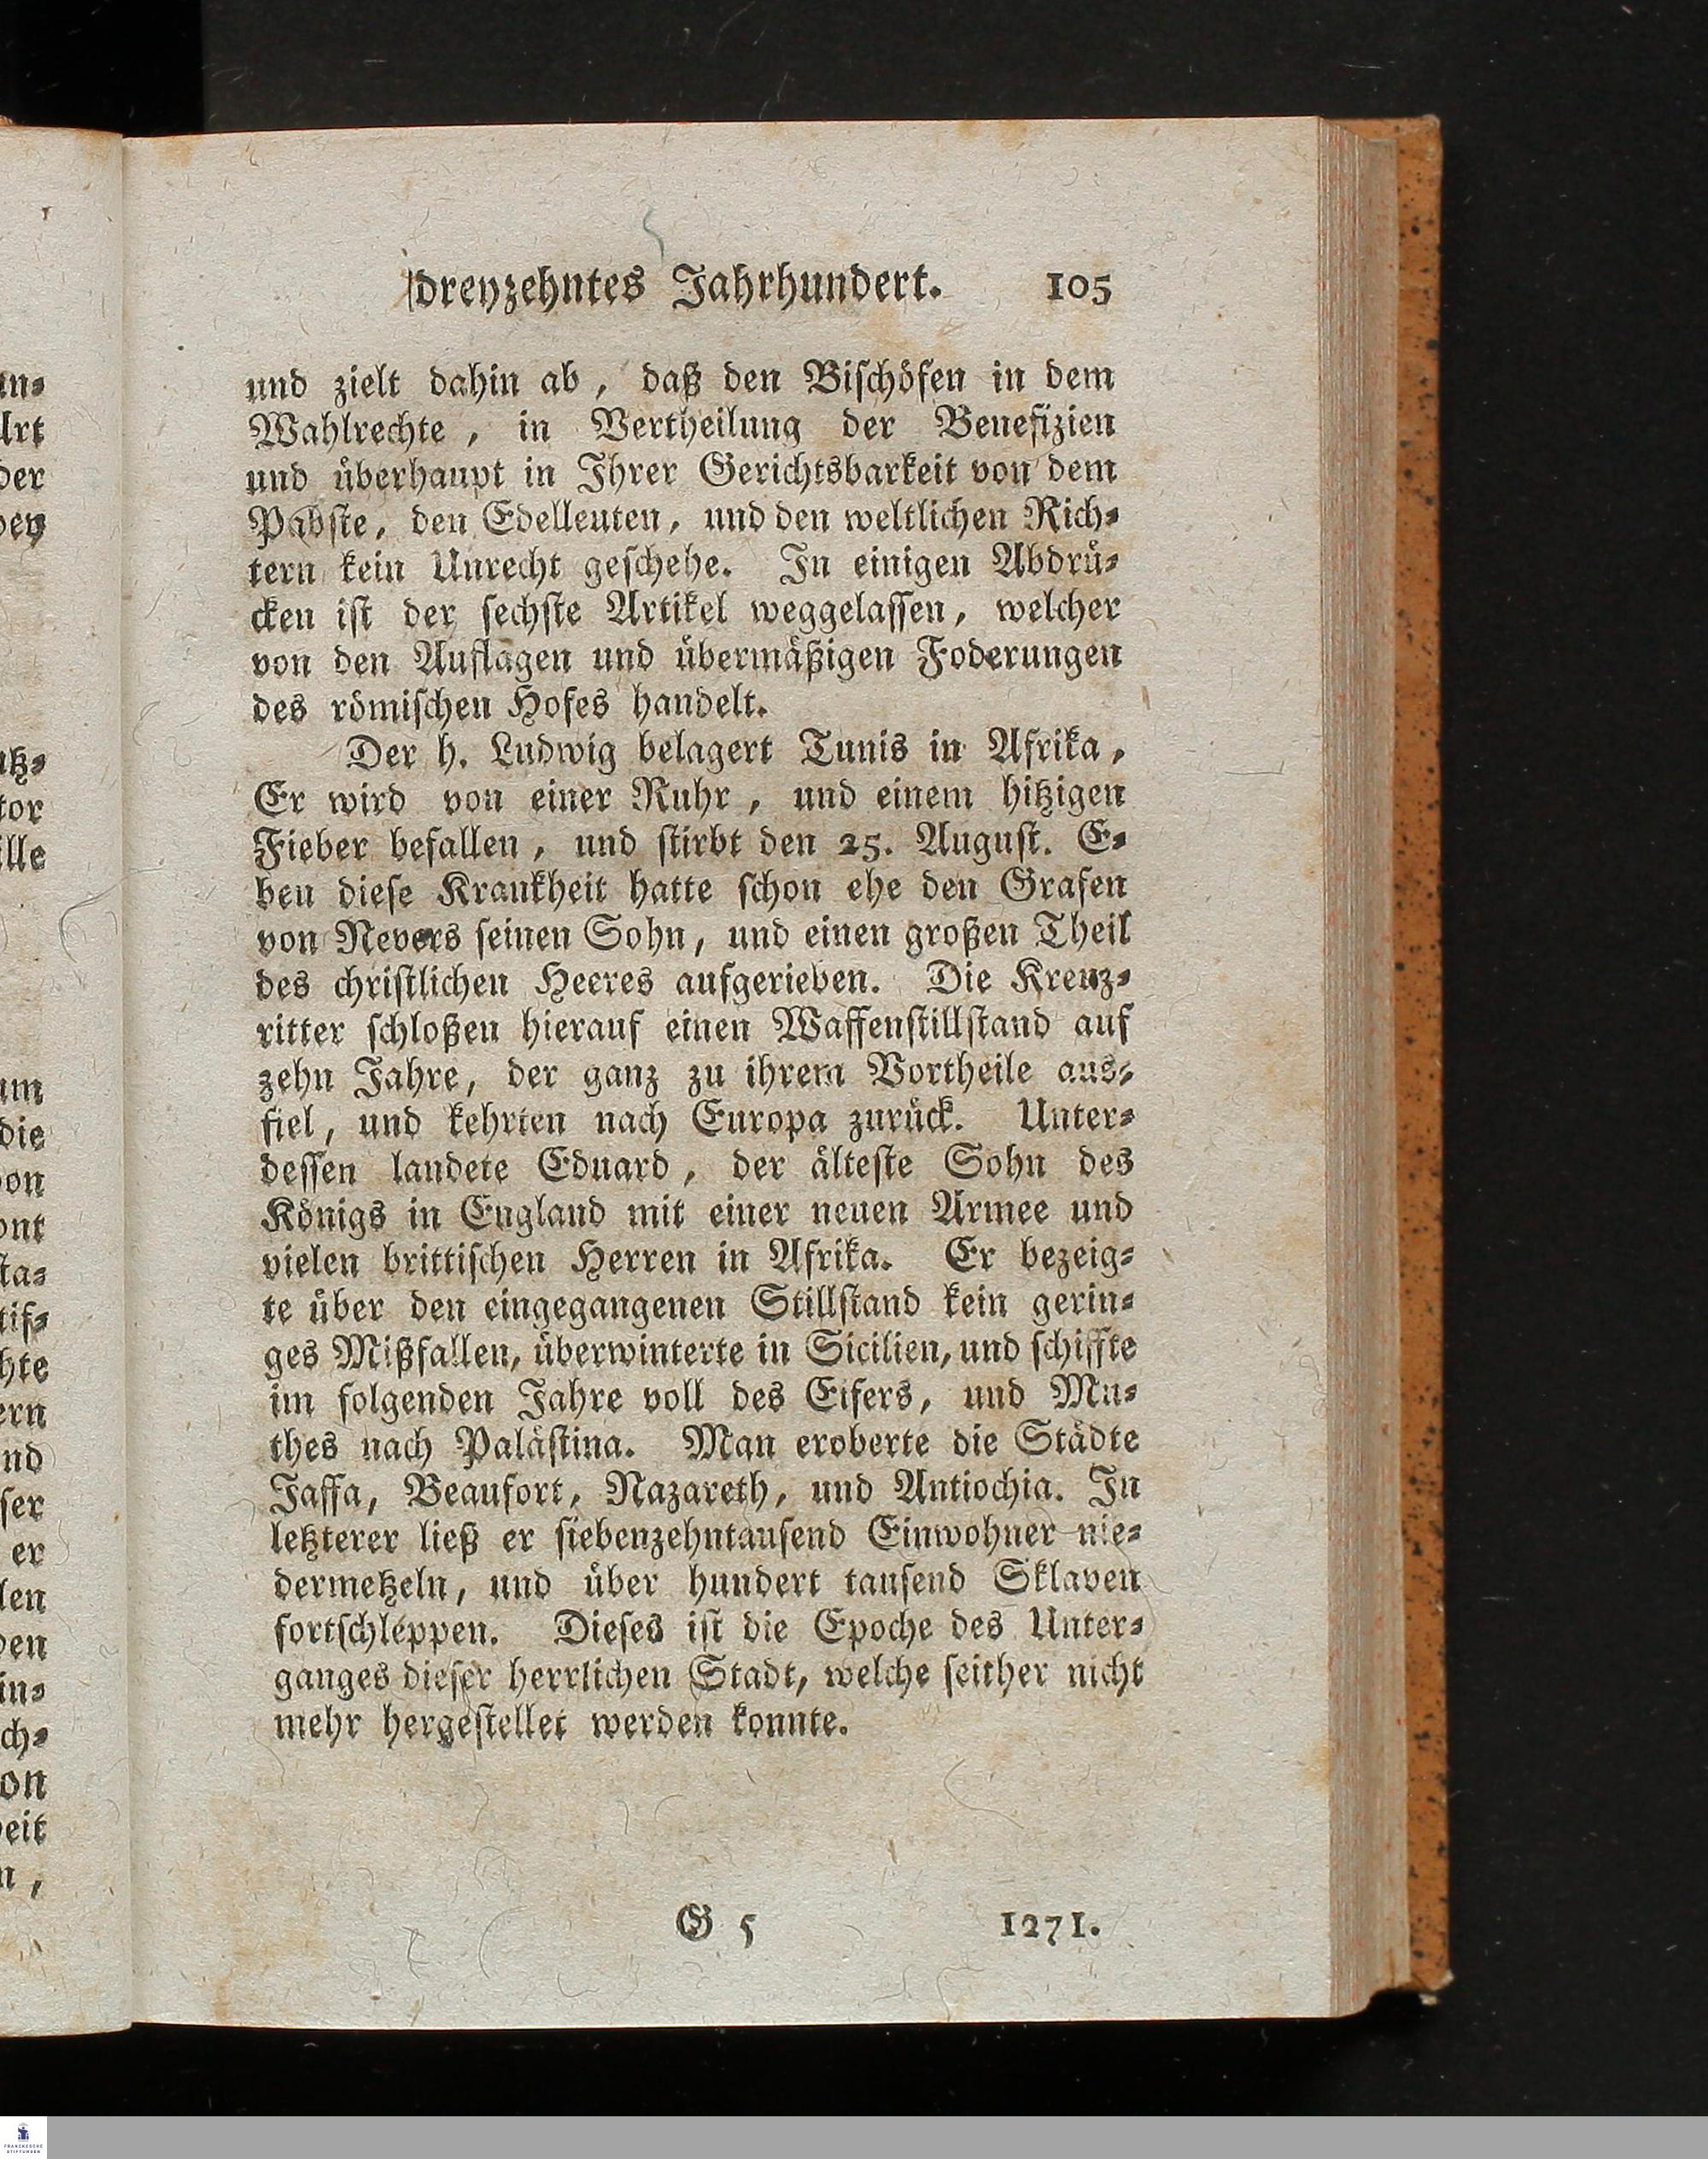 dreyzehntes Jahrhundert. 105
und zielt dahin ab, daß den Bischöfen in dem
Wahlrechte, in Vertheilung der Benefizien
und überhaupt in Ihrer Gerichtsbarkeit von dem
Pabste, den Edelleuten, und den weltlichen Rich-
tern kein Unrecht geschehe. In einigen Abdrü-
cken ist der sechste Artikel weggelassen, welcher
von den Auflagen und übermäßigen Foderungen
des römischen Hofes handelt.
Der h. Ludwig belagert Tunis in Afrika,
Er wird von einer Ruhr, und einem hitzigen
Fieber befallen, und stirbt den 25. August. E-
ben diese Krankheit hatte schon ehe den Grafen
von Nevers seinen Sohn, und einen großen Theil
des christlichen Heeres aufgerieben. Die Kreuz-
ritter schloßen hierauf einen Waffenstillstand auf
zehn Jahre, der ganz zu ihrem Vortheile aus-
fiel, und kehrten nach Europa zurück. Unter-
dessen landete Eduard, der älteste Sohn des
Königs in England mit einer neuen Armee und
vielen brittischen Herren in Afrika. Er bezeig-
te über den eingegangenen Stillstand kein gerin-
ges Mißfallen, überwinterte in Sicilien, und schiffte
im folgenden Jahre voll des Eifers, und Mu-
thes nach Palästina. Man eroberte die Städte
Jaffa, Beaufort, Nazareth, und Antiochia. In
letzterer ließ er siebenzehntausend Einwohner nie-
dermetzeln, und über hundert tausend Sklaven
fortschleppen. Dieses ist die Epoche des Unter-
ganges dieser herrlichen Stadt, welche seither nicht
mehr hergestellet werden konnte.
G 5 1271.
FRANCKESCHE
STIFTUNGEN